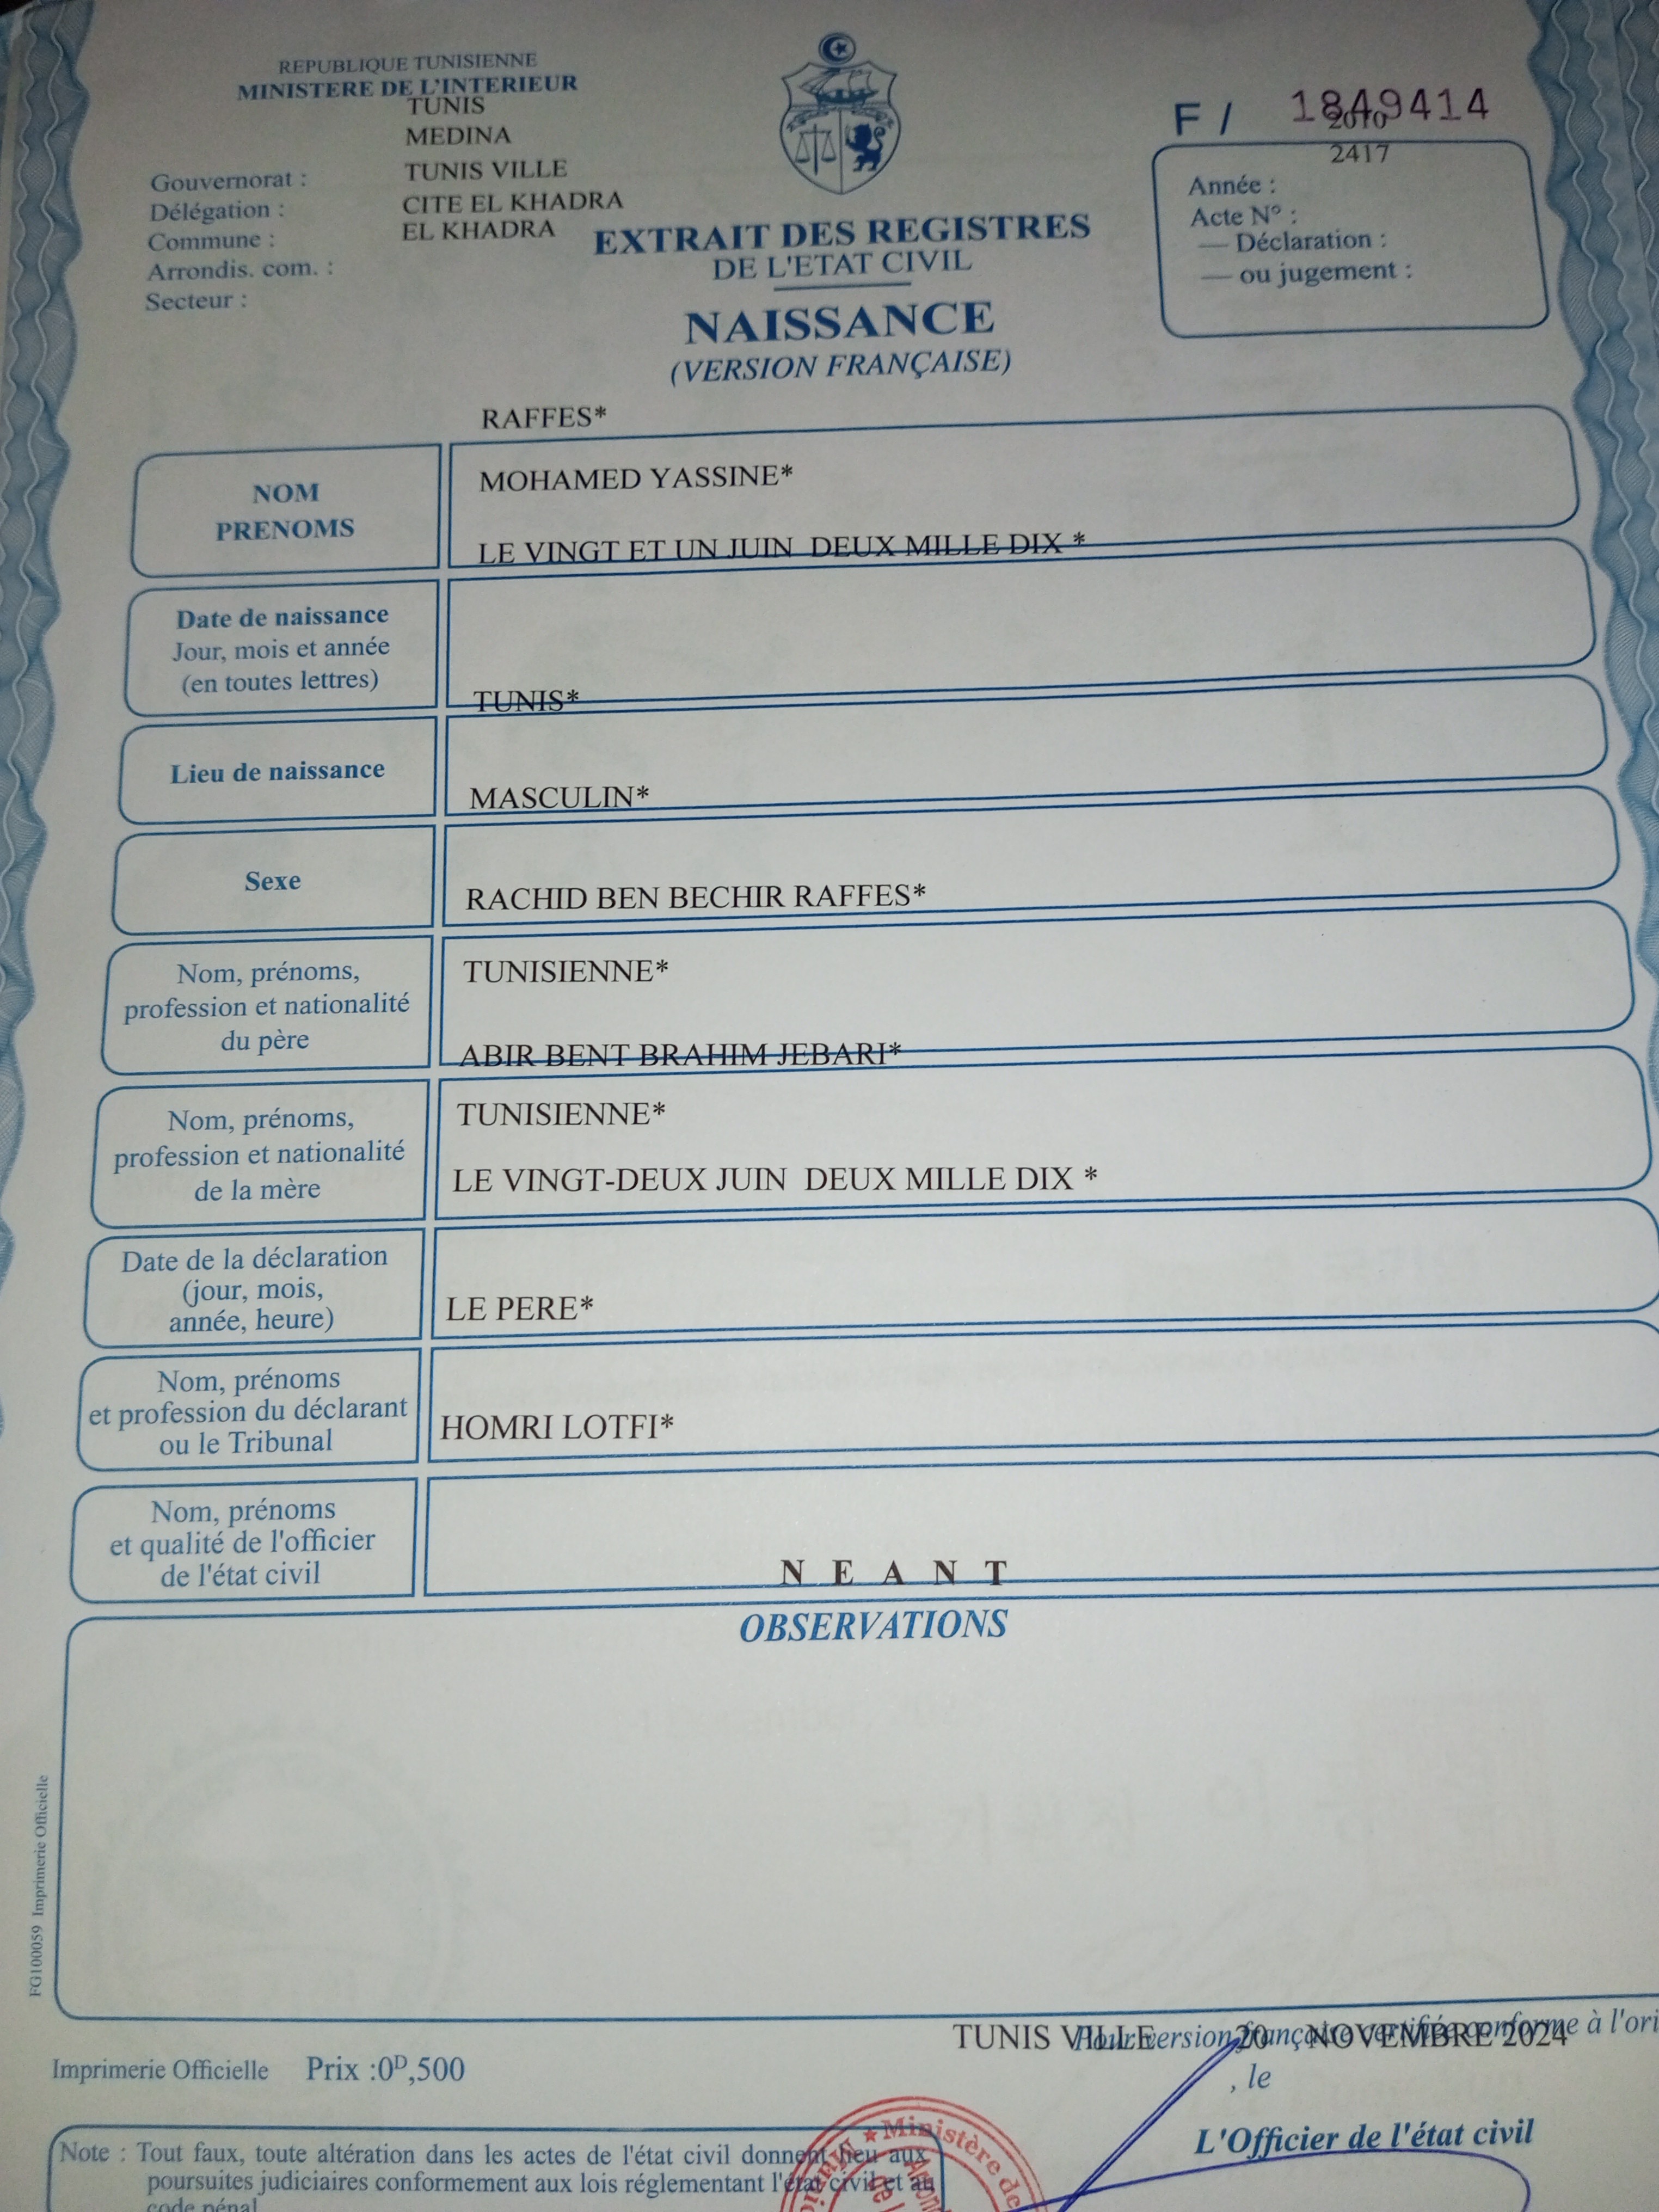 REPUBLIQUE TUNISIENNE
MINISTERE DE L'INTERIEUR
TUNIS
MEDINA
Gouvernorat : TUNIS VILLE
Délégation : CITE EL KHADRA
Commune : EL KHADRA
Arrondis. com. :
Secteur :
F / 1849414
2010
2417
Année :
Acte N° :
— Déclaration :
— ou jugement :
EXTRAIT DES REGISTRES
DE L'ETAT CIVIL
NAISSANCE
(VERSION FRANÇAISE)
RAFFES*
NOM
PRENOMS
MOHAMED YASSINE*
LE VINGT ET UN JUIN DEUX MILLE DIX *
Date de naissance
Jour, mois et année
(en toutes lettres)
TUNIS*
Lieu de naissance
MASCULIN*
Sexe
RACHID BEN BECHIR RAFFES*
Nom, prénoms,
profession et nationalité
du père
TUNISIENNE*
ABIR BENT BRAHIM JEBARI*
Nom, prénoms,
profession et nationalité
de la mère
TUNISIENNE*
LE VINGT-DEUX JUIN DEUX MILLE DIX *
Date de la déclaration
(jour, mois,
année, heure)
LE PERE*
Nom, prénoms
et profession du déclarant
ou le Tribunal
HOMRI LOTFI*
Nom, prénoms
et qualité de l'officier
de l'état civil
N E A N T
OBSERVATIONS
FG100059 Imprimerie Officielle
TUNIS VILLE 20 NOVEMBRE 2024
Pour version française certifiée conforme à l'ori
, le
Imprimerie Officielle Prix :0D,500
L'Officier de l'état civil
Note : Tout faux, toute altération dans les actes de l'état civil donnent lieu aux
poursuites judiciaires conformement aux lois réglementant l'état civil et au
code pénal
Ministère de